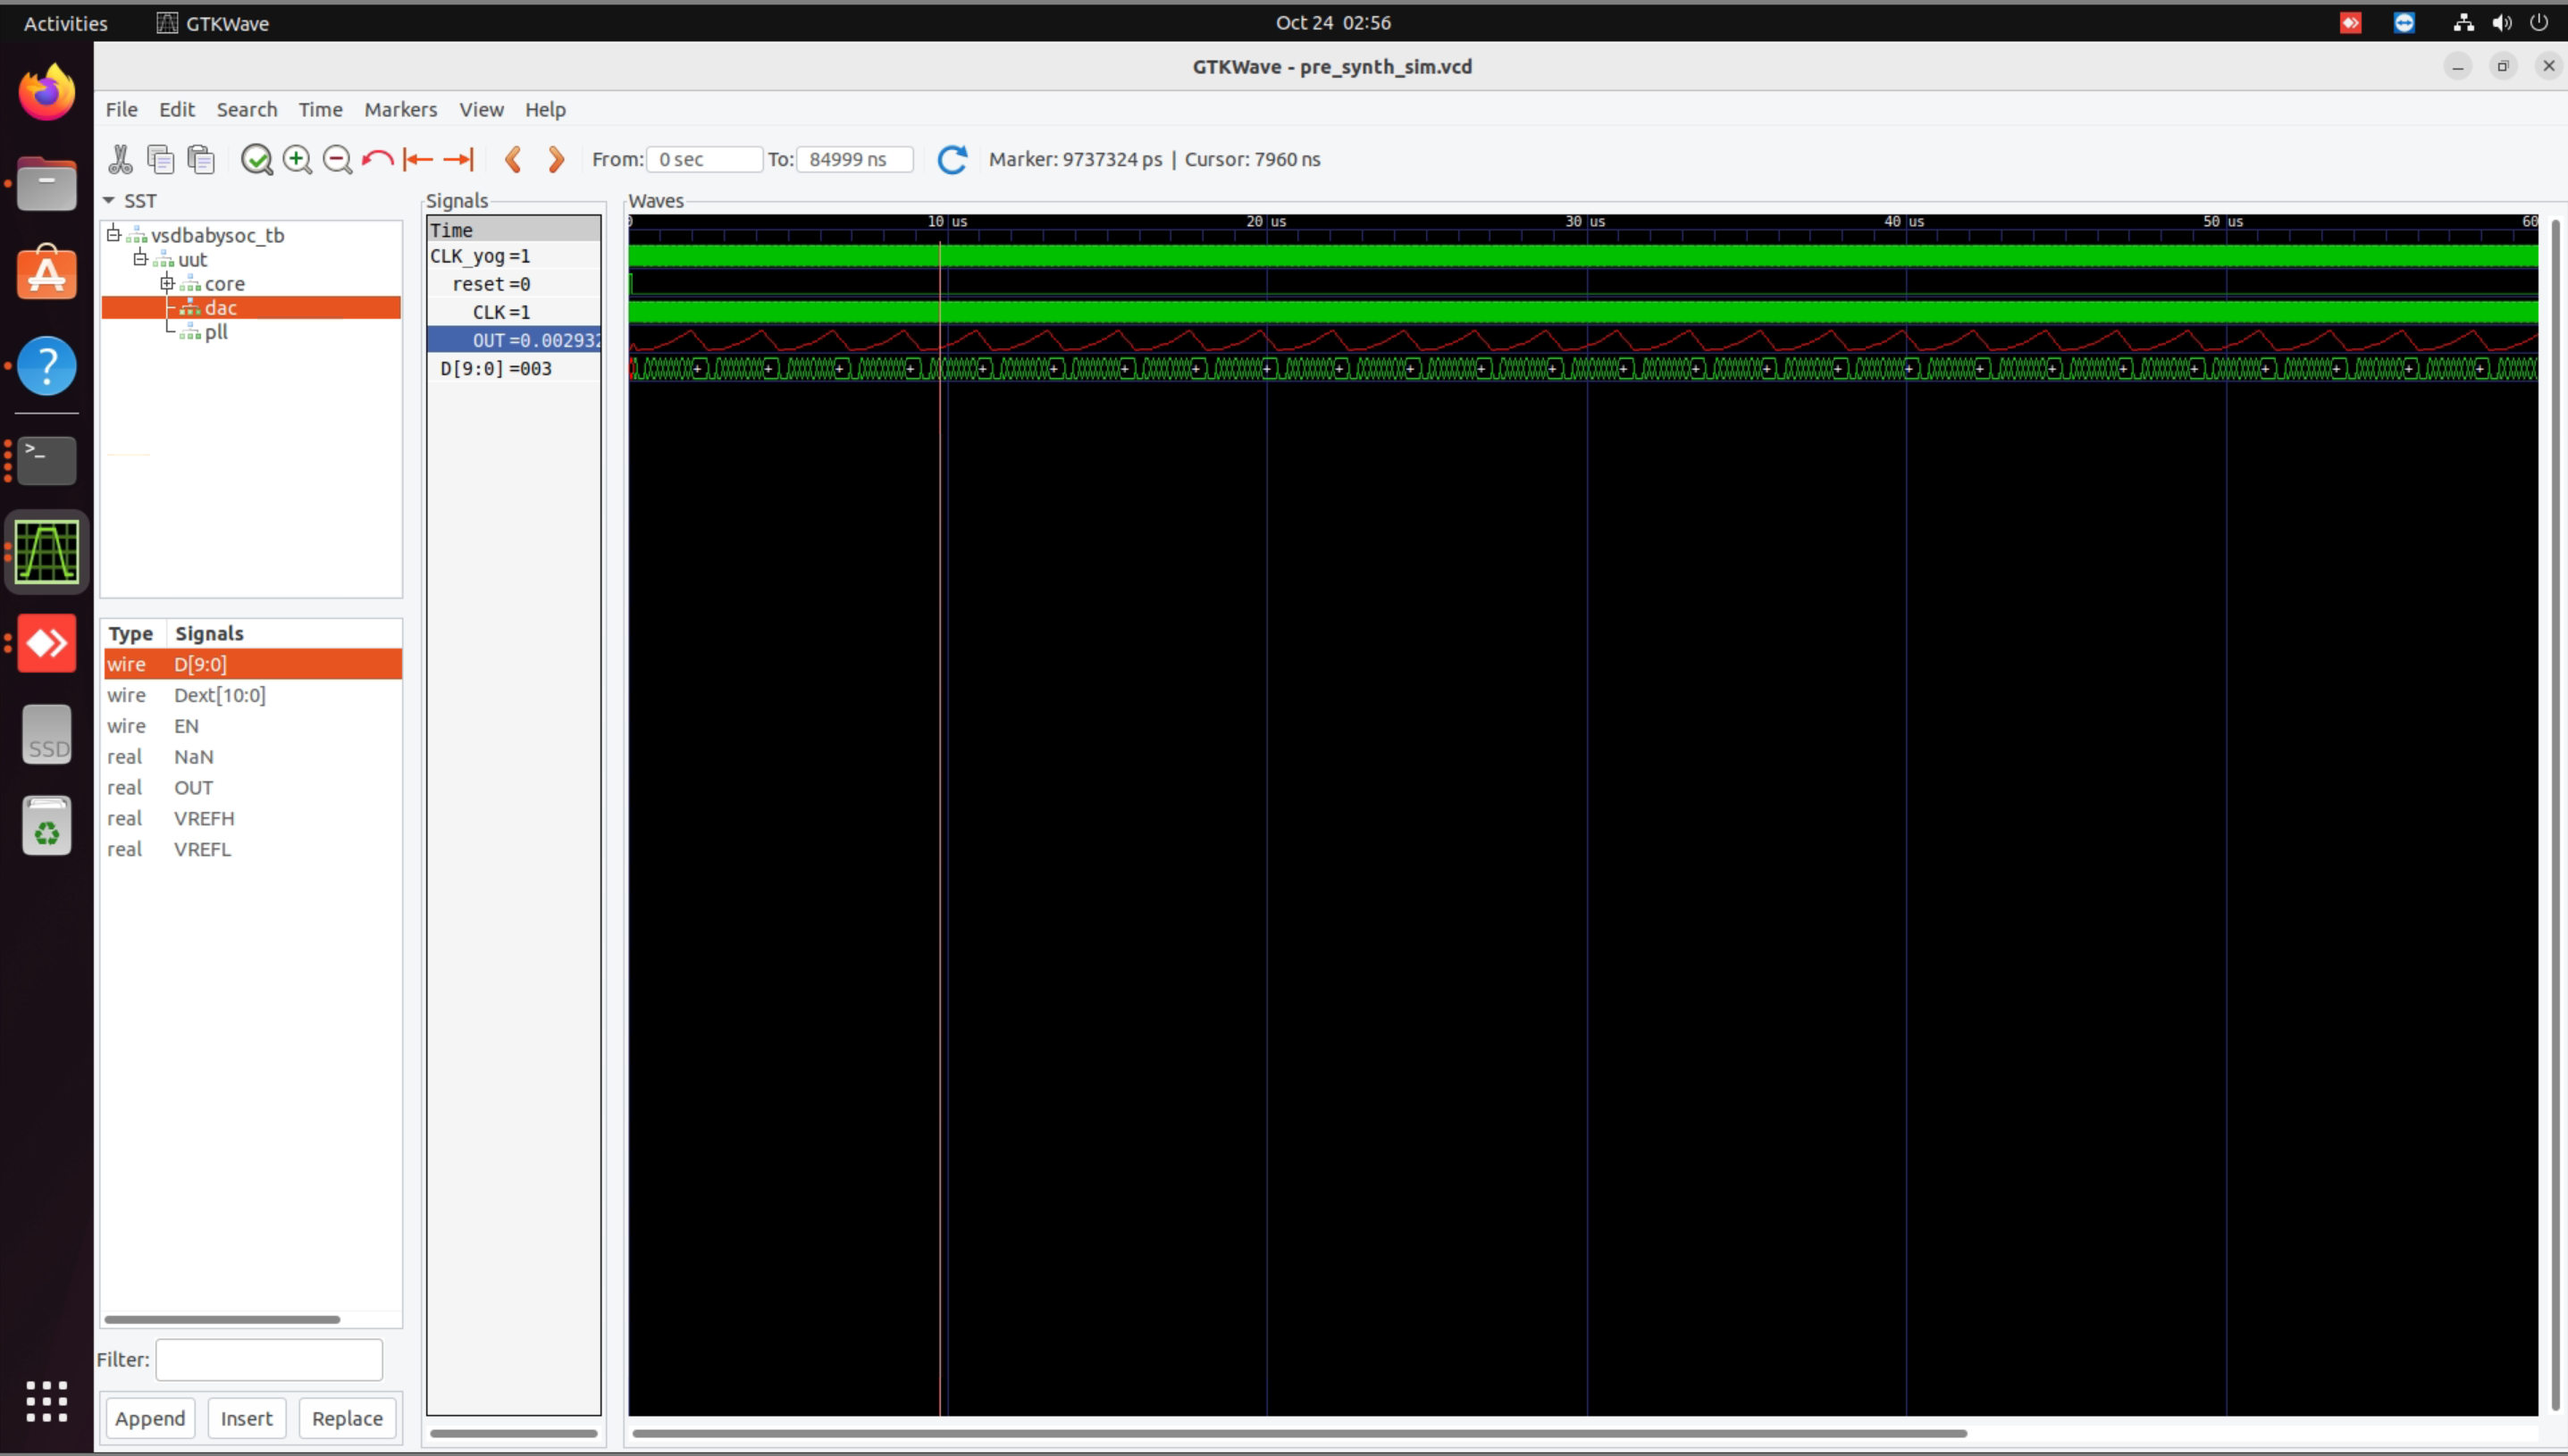 Activities GTKWave Oct 24 02:56
GTKWave - pre_synth_sim.vcd
File Edit Search Time Markers View Help
From: 0 sec To: 84999 ns Marker: 9737324 ps | Cursor: 7960 ns
SST
vsdbabysoc_tb
uut
core
dac
pll
Type Signals
wire D[9:0]
wire Dext[10:0]
wire EN
real NaN
real OUT
real VREFH
real VREFL
Filter:
Append Insert Replace
Signals
Time
CLK_yog=1
reset=0
CLK=1
OUT=0.002932
D[9:0]=003
Waves
0 10 us 20 us 30 us 40 us 50 us 60
+ + + + + + + + + + + + + + + + + + + + + + + + + +
>_
SSD